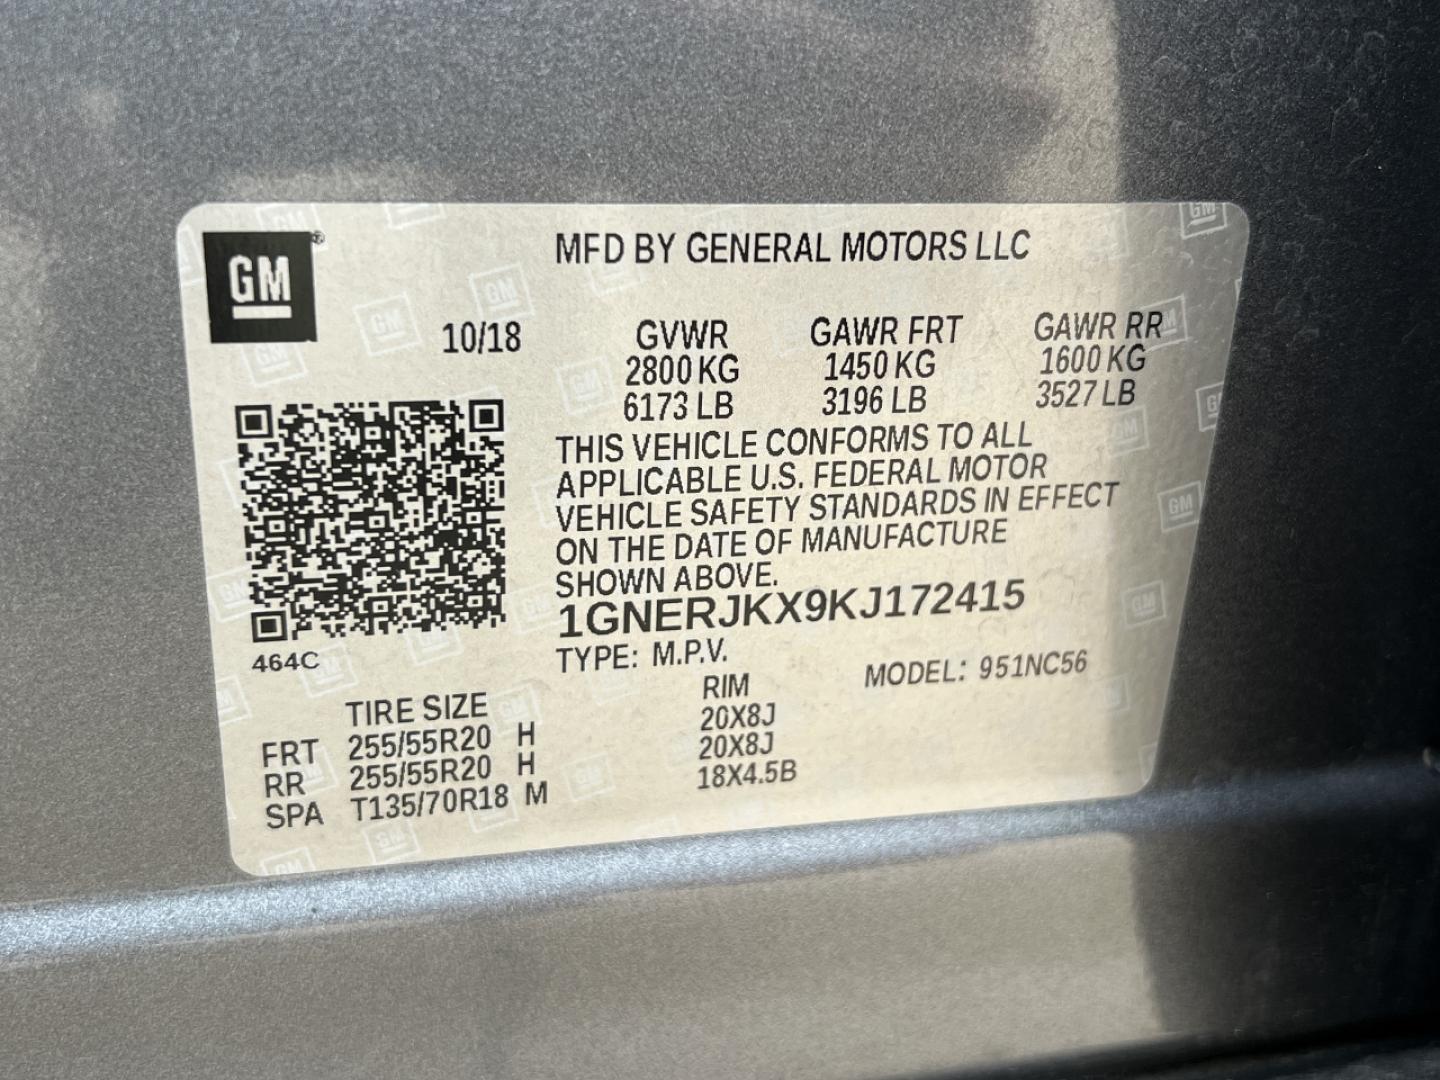 GM®
MFD BY GENERAL MOTORS LLC
10/18 GVWR GAWR FRT GAWR RR
2800 KG 1450 KG 1600 KG
6173 LB 3196 LB 3527 LB
THIS VEHICLE CONFORMS TO ALL
APPLICABLE U.S. FEDERAL MOTOR
VEHICLE SAFETY STANDARDS IN EFFECT
ON THE DATE OF MANUFACTURE
SHOWN ABOVE.
1GNERJKX9KJ172415
464C
TYPE: M.P.V. MODEL: 951NC56
TIRE SIZE RIM
FRT 255/55R20 H 20X8J
RR 255/55R20 H 20X8J
SPA T135/70R18 M 18X4.5B